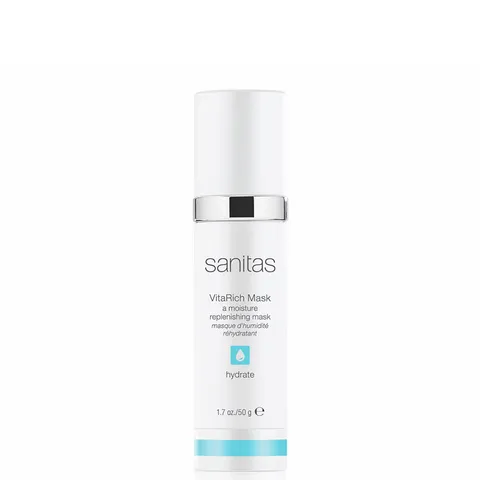 sanitas
VitaRich Mask
a moisture
replenishing mask
masque d'humidité
réhydratant
hydrate
1.7 oz./50 g ℮